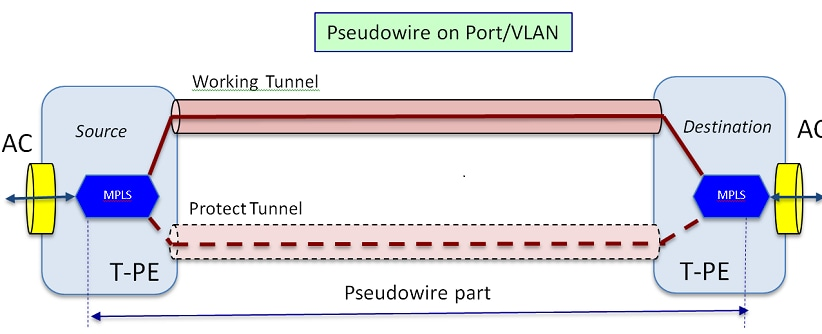 Pseudowire on Port/VLAN
Working Tunnel
Source
Destination
AC
AC
MPLS
MPLS
Protect Tunnel
T-PE
T-PE
Pseudowire part